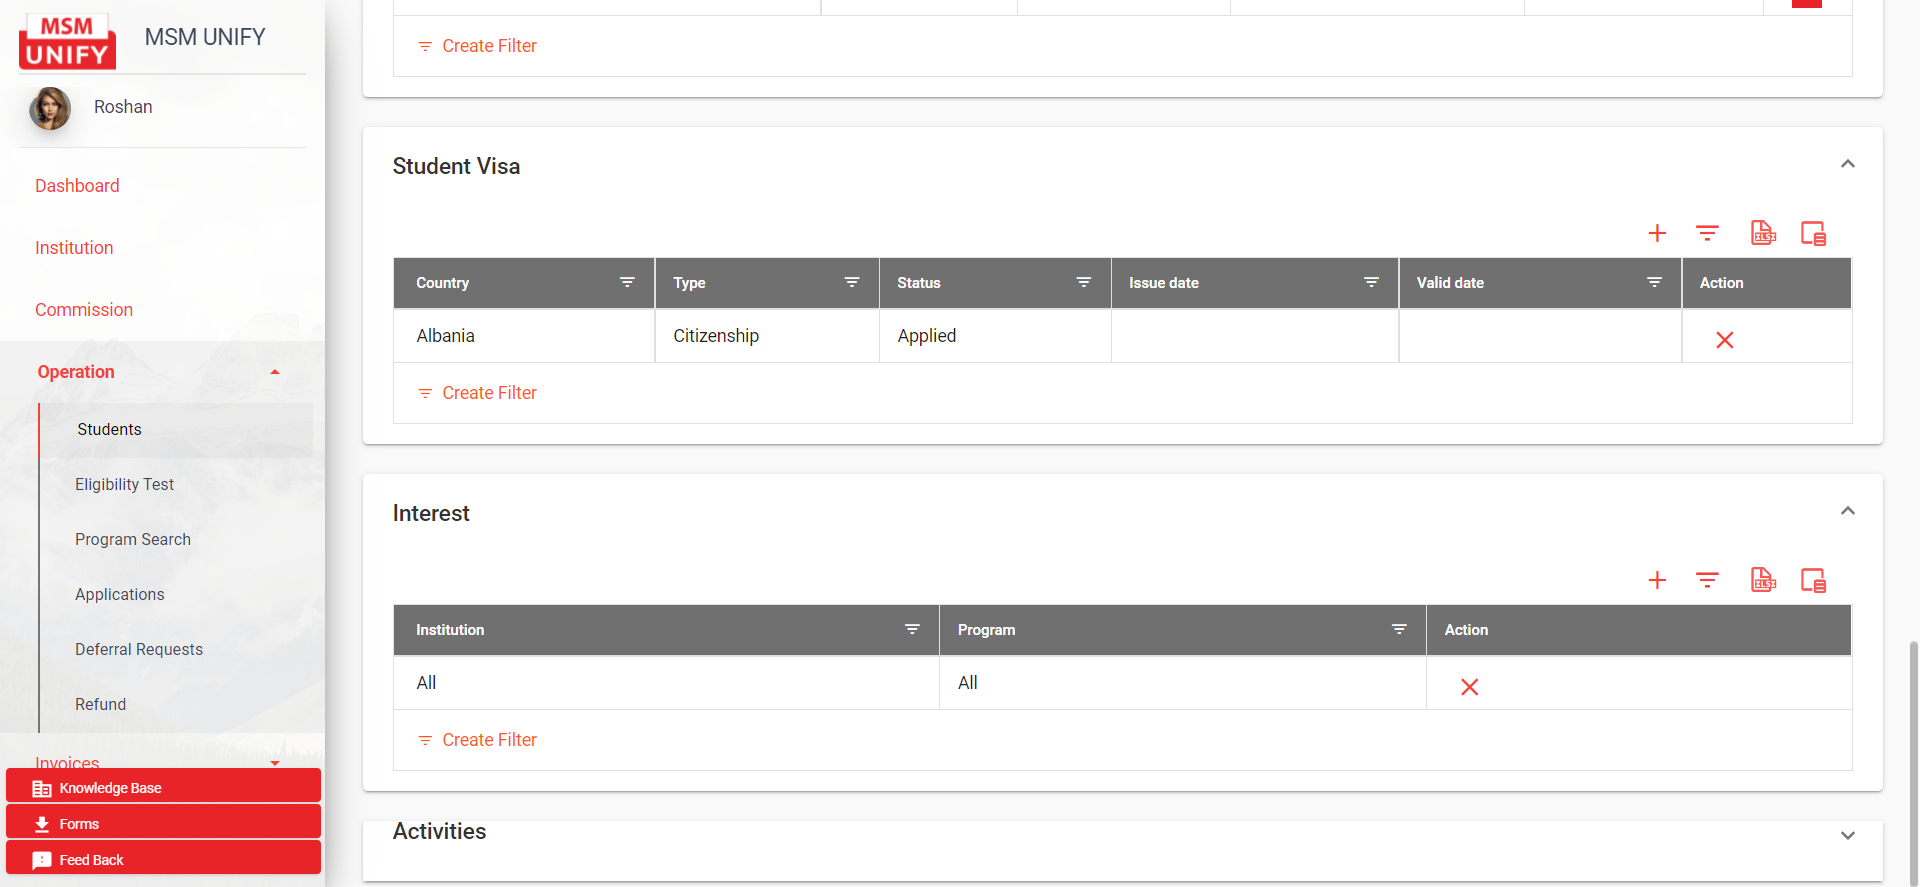 MSM
UNIFY
MSM UNIFY
Roshan
Dashboard
Institution
Commission
Operation
Students
Eligibility Test
Program Search
Applications
Deferral Requests
Refund
Invoices
Knowledge Base
Forms
Feed Back
Create Filter
Student Visa
XLSX
Country Type Status Issue date Valid date Action
Albania Citizenship Applied
Create Filter
Interest
XLSX
Institution Program Action
All All
Create Filter
Activities